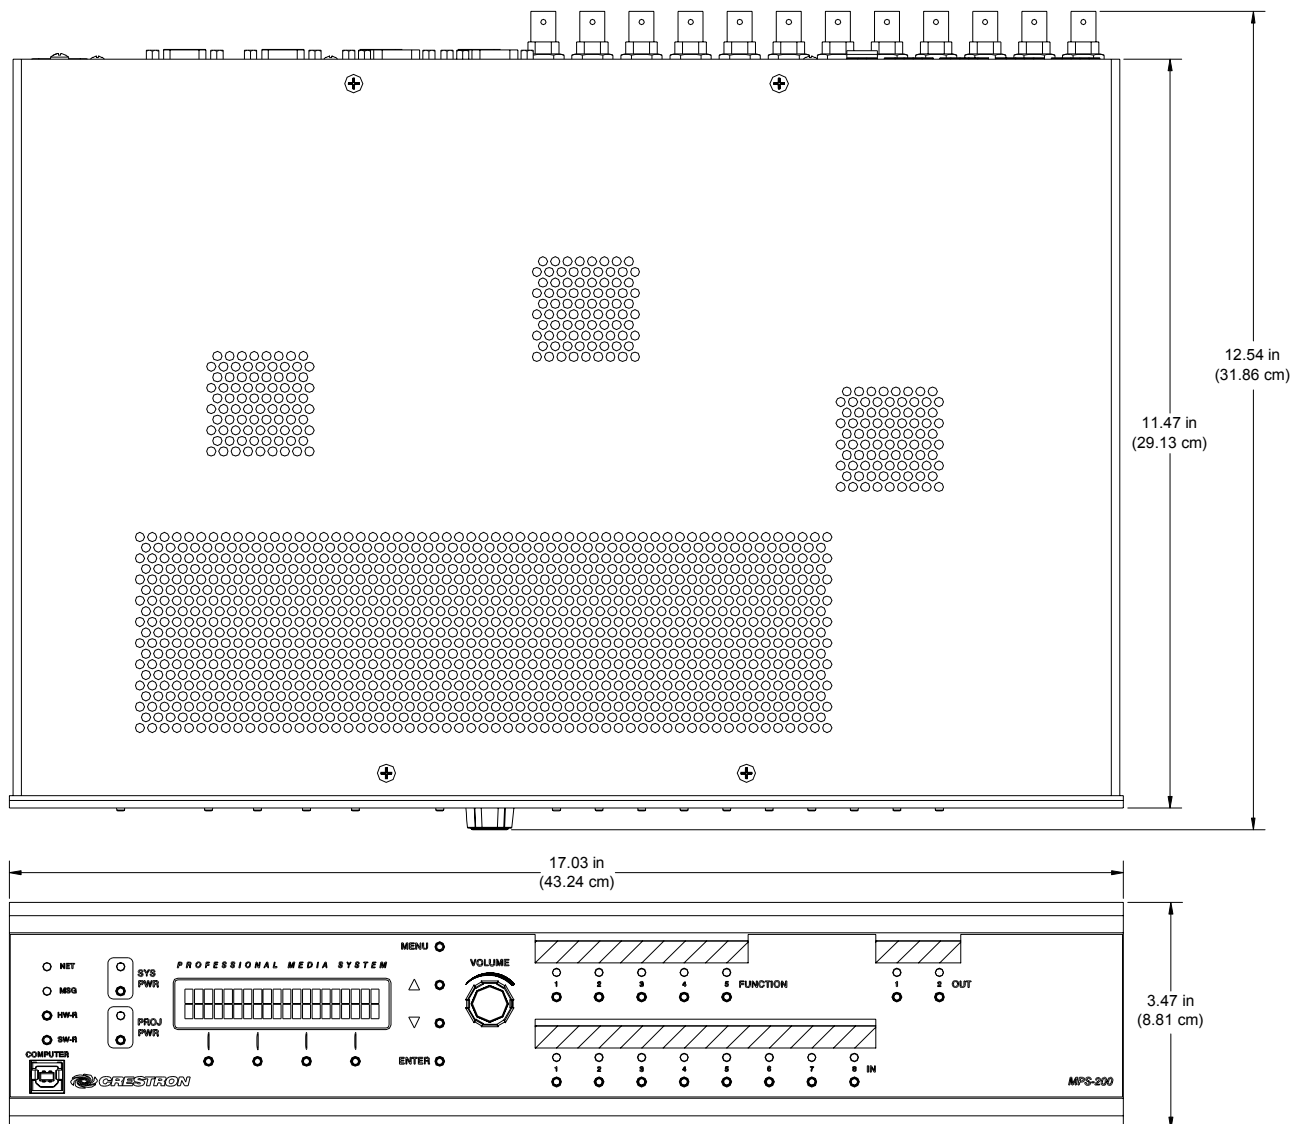 12.54 in
(31.86 cm)
11.47 in
(29.13 cm)
17.03 in
(43.24 cm)
MENU
PROFESSIONAL MEDIA SYSTEM
VOLUME
NET
SYS
PWR
MSG
1 2 3 4 5 FUNCTION
1 2 OUT
HW-R
PROJ
PWR
SW-R
3.47 in
(8.81 cm)
COMPUTER
ENTER
1 2 3 4 5 6 7 8 IN
CRESTRON
MPS-200